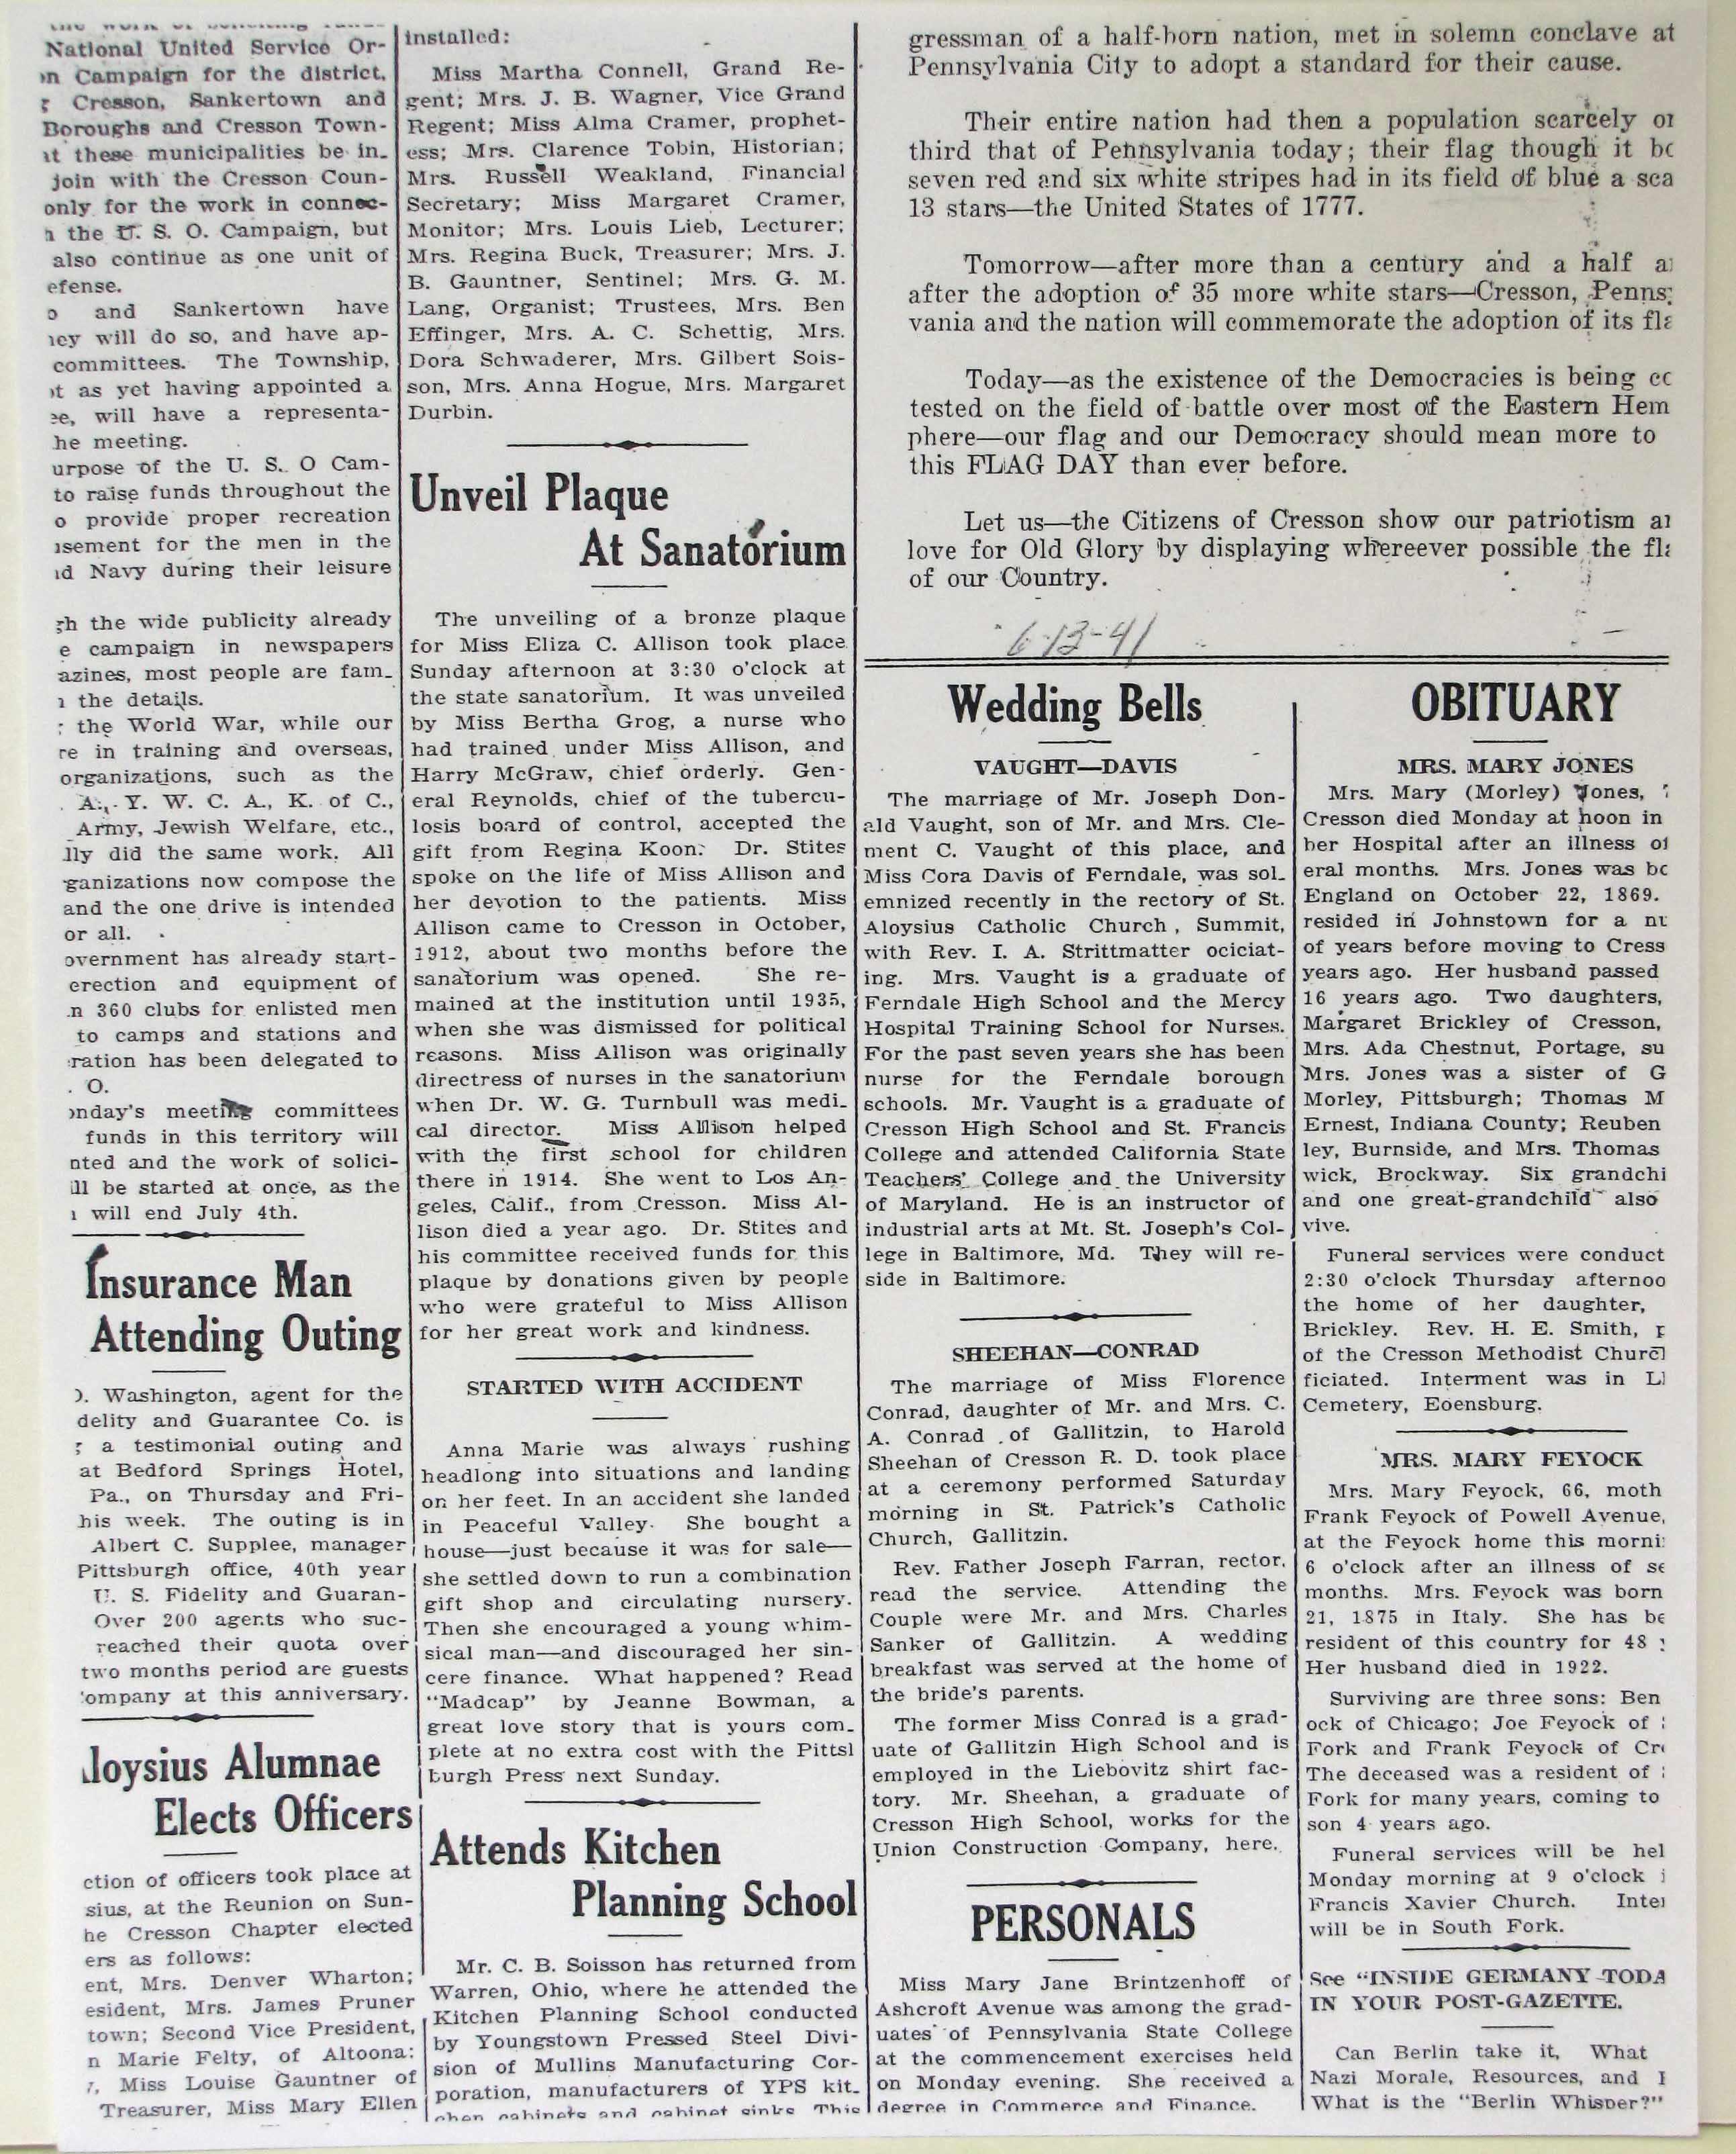 National United Service Or-
Campaign for the district,
Cresson, Sankertown and
Boroughs and Cresson Town-
these municipalities be in-
join with the Cresson Coun-
only for the work in connec-
the U. S. O. Campaign, but
also continue as one unit of
efense.
and Sankertown have
will do so, and have ap-
committees. The Township,
as yet having appointed a
will have a representa-
he meeting.
urpose of the U. S. O Cam-
to raise funds throughout the
provide proper recreation
for the men in the
Navy during their leisure
the wide publicity already
e campaign in newspapers
azines, most people are fam-
the details.
the World War, while our
re in training and overseas,
organizations, such as the
A., Y. W. C. A., K. of C.,
Army, Jewish Welfare, etc.,
lly did the same work. All
ganizations now compose the
and the one drive is intended
or all.
overnment has already start-
erection and equipment of
n 360 clubs for enlisted men
to camps and stations and
ration has been delegated to
. O.
onday's meeting committees
funds in this territory will
nted and the work of solici-
ill be started at once, as the
will end July 4th.
Insurance Man
Attending Outing
Washington, agent for the
delity and Guarantee Co. is
a testimonial outing and
at Bedford Springs Hotel,
Pa., on Thursday and Fri-
his week. The outing is in
Albert C. Supplee, manager
Pittsburgh office, 40th year
U. S. Fidelity and Guaran-
Over 200 agents who suc-
reached their quota over
two months period are guests
ompany at this anniversary.
loysius Alumnae
Elects Officers
ction of officers took place at
sius, at the Reunion on Sun-
he Cresson Chapter elected
ers as follows:
ent, Mrs. Denver Wharton;
esident, Mrs. James Pruner
town; Second Vice President,
n Marie Felty, of Altoona:
Miss Louise Gauntner of
Treasurer, Miss Mary Ellen
installed:
Miss Martha Connell, Grand Re-
gent; Mrs. J. B. Wagner, Vice Grand
Regent; Miss Alma Cramer, prophet-
ess; Mrs. Clarence Tobin, Historian;
Mrs. Russell Weakland, Financial
Secretary; Miss Margaret Cramer,
Monitor; Mrs. Louis Lieb, Lecturer;
Mrs. Regina Buck, Treasurer; Mrs. J.
B. Gauntner, Sentinel; Mrs. G. M.
Lang, Organist; Trustees, Mrs. Ben
Effinger, Mrs. A. C. Schettig, Mrs.
Dora Schwaderer, Mrs. Gilbert Sois-
son, Mrs. Anna Hogue, Mrs. Margaret
Durbin.
Unveil Plaque
At Sanatorium
The unveiling of a bronze plaque
for Miss Eliza C. Allison took place
Sunday afternoon at 3:30 o'clock at
the state sanatorium. It was unveiled
by Miss Bertha Grog, a nurse who
had trained under Miss Allison, and
Harry McGraw, chief orderly. Gen-
eral Reynolds, chief of the tubercu-
losis board of control, accepted the
gift from Regina Koon. Dr. Stites
spoke on the life of Miss Allison and
her devotion to the patients. Miss
Allison came to Cresson in October,
1912, about two months before the
sanatorium was opened. She re-
mained at the institution until 1935,
when she was dismissed for political
reasons. Miss Allison was originally
directress of nurses in the sanatorium
when Dr. W. G. Turnbull was medi-
cal director. Miss Allison helped
with the first school for children
there in 1914. She went to Los An-
geles, Calif., from Cresson. Miss Al-
lison died a year ago. Dr. Stites and
his committee received funds for this
plaque by donations given by people
who were grateful to Miss Allison
for her great work and kindness.
STARTED WITH ACCIDENT
Anna Marie was always rushing
headlong into situations and landing
on her feet. In an accident she landed
in Peaceful Valley. She bought a
house—just because it was for sale—
she settled down to run a combination
gift shop and circulating nursery.
Then she encouraged a young whim-
sical man—and discouraged her sin-
cere finance. What happened? Read
"Madcap" by Jeanne Bowman, a
great love story that is yours com-
plete at no extra cost with the Pittsl
burgh Press next Sunday.
Attends Kitchen
Planning School
Mr. C. B. Soisson has returned from
Warren, Ohio, where he attended the
Kitchen Planning School conducted
by Youngstown Pressed Steel Divi-
sion of Mullins Manufacturing Cor-
poration, manufacturers of YPS kit-
chen cabinets and cabinet sinks. This
gressman of a half-born nation, met in solemn conclave at
Pennsylvania City to adopt a standard for their cause.
Their entire nation had then a population scarcely
third that of Pennsylvania today; their flag though it
seven red and six white stripes had in its field of blue a
13 stars—the United States of 1777.
Tomorrow—after more than a century and a half
after the adoption of 35 more white stars—Cresson, Penns
vania and the nation will commemorate the adoption of its
Today—as the existence of the Democracies is being
tested on the field of battle over most of the Eastern Hem
phere—our flag and our Democracy should mean more to
this FLAG DAY than ever before.
Let us—the Citizens of Cresson show our patriotism
love for Old Glory by displaying whereever possible the
of our Country.
6-13-41
Wedding Bells
VAUGHT—DAVIS
The marriage of Mr. Joseph Don-
ald Vaught, son of Mr. and Mrs. Cle-
ment C. Vaught of this place, and
Miss Cora Davis of Ferndale, was sol-
emnized recently in the rectory of St.
Aloysius Catholic Church, Summit,
with Rev. I. A. Strittmatter ociciat-
ing. Mrs. Vaught is a graduate of
Ferndale High School and the Mercy
Hospital Training School for Nurses.
For the past seven years she has been
nurse for the Ferndale borough
schools. Mr. Vaught is a graduate of
Cresson High School and St. Francis
College and attended California State
Teachers' College and the University
of Maryland. He is an instructor of
industrial arts at Mt. St. Joseph's Col-
lege in Baltimore, Md. They will re-
side in Baltimore.
SHEEHAN—CONRAD
The marriage of Miss Florence
Conrad, daughter of Mr. and Mrs. C.
A. Conrad of Gallitzin, to Harold
Sheehan of Cresson R. D. took place
at a ceremony performed Saturday
morning in St. Patrick's Catholic
Church, Gallitzin.
Rev. Father Joseph Farran, rector,
read the service. Attending the
Couple were Mr. and Mrs. Charles
Sanker of Gallitzin. A wedding
breakfast was served at the home of
the bride's parents.
The former Miss Conrad is a grad-
uate of Gallitzin High School and is
employed in the Liebovitz shirt fac-
tory. Mr. Sheehan, a graduate of
Cresson High School, works for the
Union Construction Company, here.
PERSONALS
Miss Mary Jane Brintzenhoff of
Ashcroft Avenue was among the grad-
uates of Pennsylvania State College
at the commencement exercises held
on Monday evening. She received a
degree in Commerce and Finance.
OBITUARY
MRS. MARY JONES
Mrs. Mary (Morley) Jones,
Cresson died Monday at noon in
ber Hospital after an illness of
eral months. Mrs. Jones was
England on October 22, 1869.
resided in Johnstown for a
of years before moving to Cress
years ago. Her husband passed
16 years ago. Two daughters,
Margaret Brickley of Cresson,
Mrs. Ada Chestnut, Portage, su
Mrs. Jones was a sister of G
Morley, Pittsburgh; Thomas M
Ernest, Indiana County; Reuben
ley, Burnside, and Mrs. Thomas
wick, Brockway. Six grandchi
and one great-grandchild also
vive.
Funeral services were conduct
2:30 o'clock Thursday afternoo
the home of her daughter,
Brickley. Rev. H. E. Smith,
of the Cresson Methodist Church
ficiated. Interment was in
Cemetery, Eoensburg.
MRS. MARY FEYOCK
Mrs. Mary Feyock, 66, moth
Frank Feyock of Powell Avenue,
at the Feyock home this morni
6 o'clock after an illness of se
months. Mrs. Feyock was born
21, 1875 in Italy. She has be
resident of this country for 48
Her husband died in 1922.
Surviving are three sons: Ben
ock of Chicago; Joe Feyock of
Fork and Frank Feyock of Cr
The deceased was a resident of
Fork for many years, coming to
son 4 years ago.
Funeral services will be hel
Monday morning at 9 o'clock
Francis Xavier Church. Inter
will be in South Fork.
See "INSIDE GERMANY TODA
IN YOUR POST-GAZETTE.
Can Berlin take it, What
Nazi Morale, Resources, and
What is the "Berlin Whisper?"